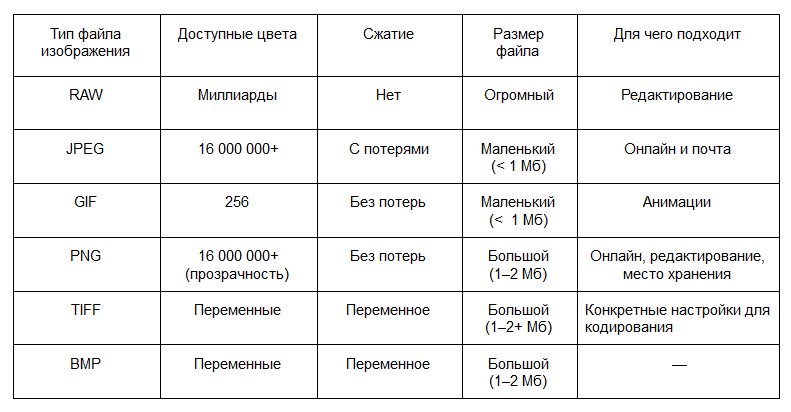 Тип файла изображения | Доступные цвета | Сжатие | Размер файла | Для чего подходит
RAW | Миллиарды | Нет | Огромный | Редактирование
JPEG | 16 000 000+ | С потерями | Маленький (< 1 Мб) | Онлайн и почта
GIF | 256 | Без потерь | Маленький (<  1 Мб) | Анимации
PNG | 16 000 000+ (прозрачность) | Без потерь | Большой (1–2 Мб) | Онлайн, редактирование, место хранения
TIFF | Переменные | Переменное | Большой (1–2+ Мб) | Конкретные настройки для кодирования
BMP | Переменные | Переменное | Большой (1–2 Мб) | —